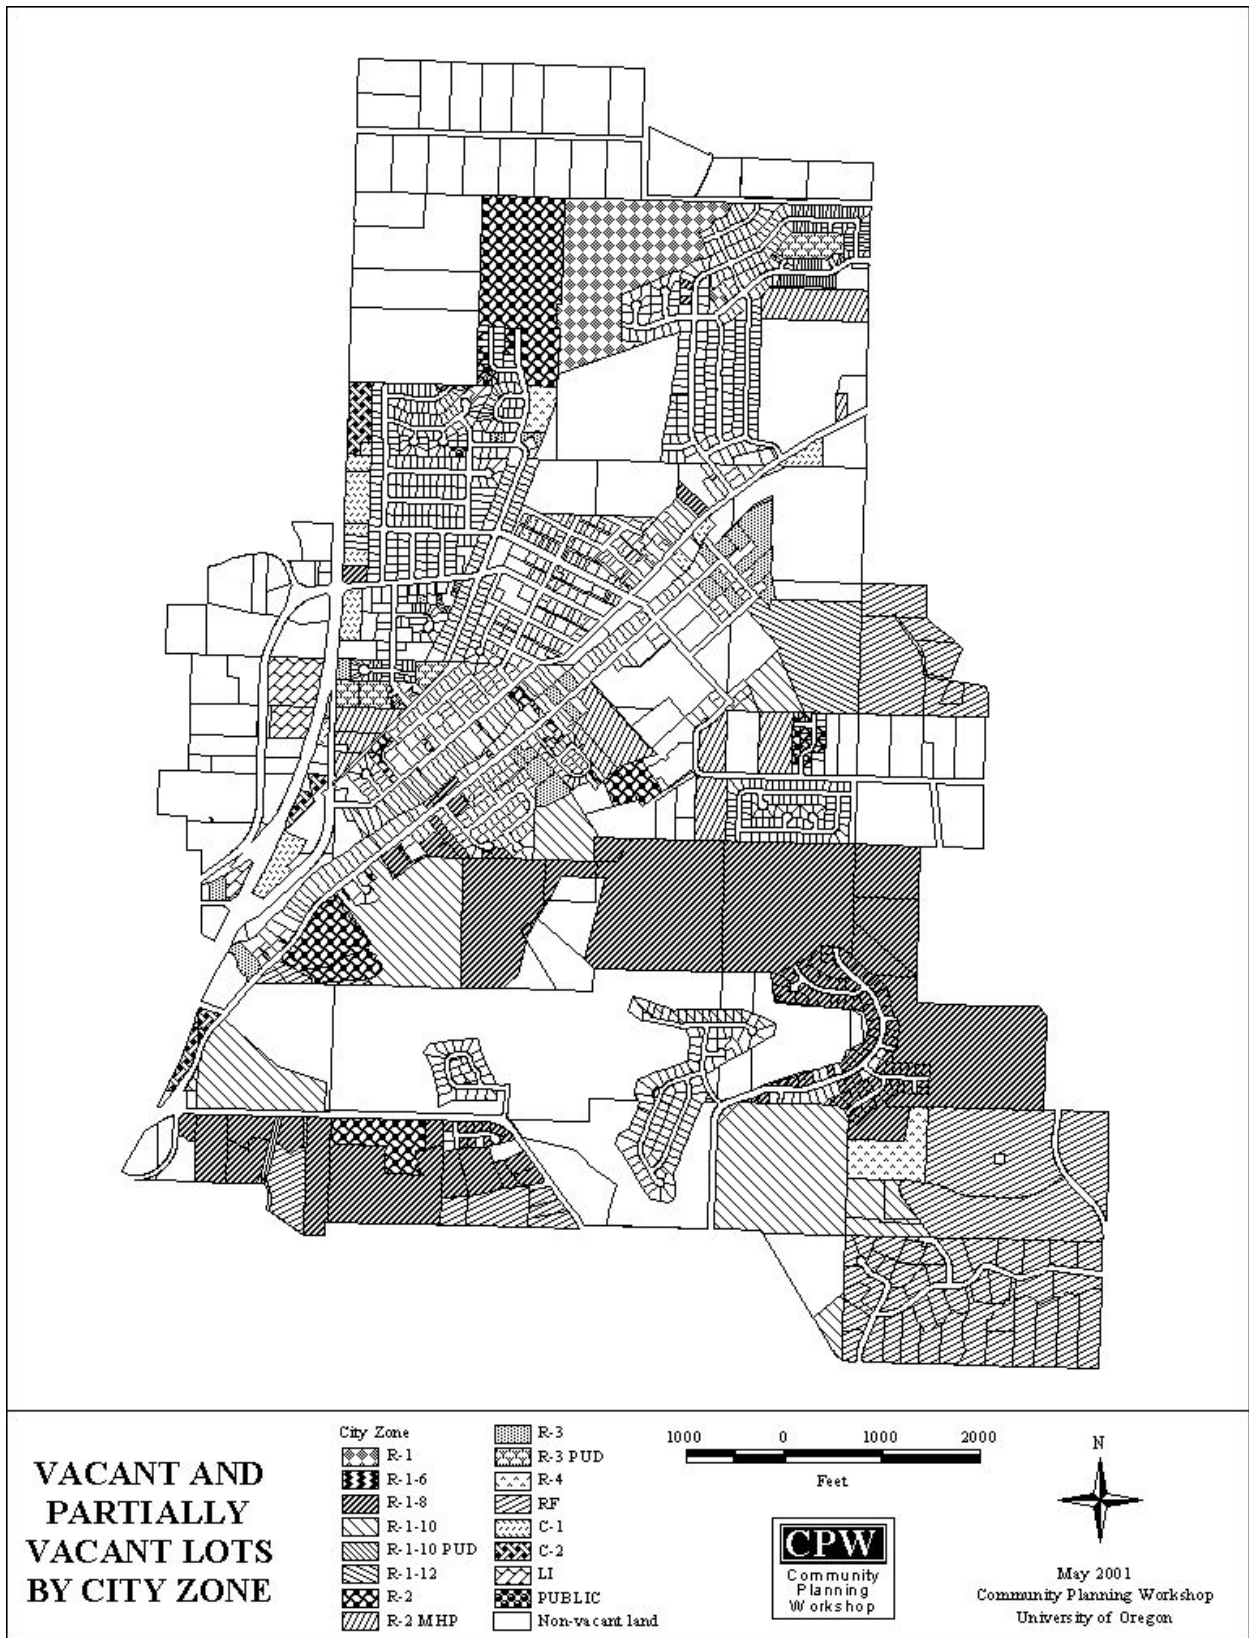 VACANT AND
PARTIALLY
VACANT LOTS
BY CITY ZONE
City Zone
R-1
R-1-6
R-1-8
R-1-10
R-1-10 PUD
R-1-12
R-2
R-2 MHP
R-3
R-3 PUD
R-4
RF
C-1
C-2
LI
PUBLIC
Non-vacant land
1000 0 1000 2000
Feet
CPW
Community
Planning
Workshop
N
May 2001
Community Planning Workshop
University of Oregon